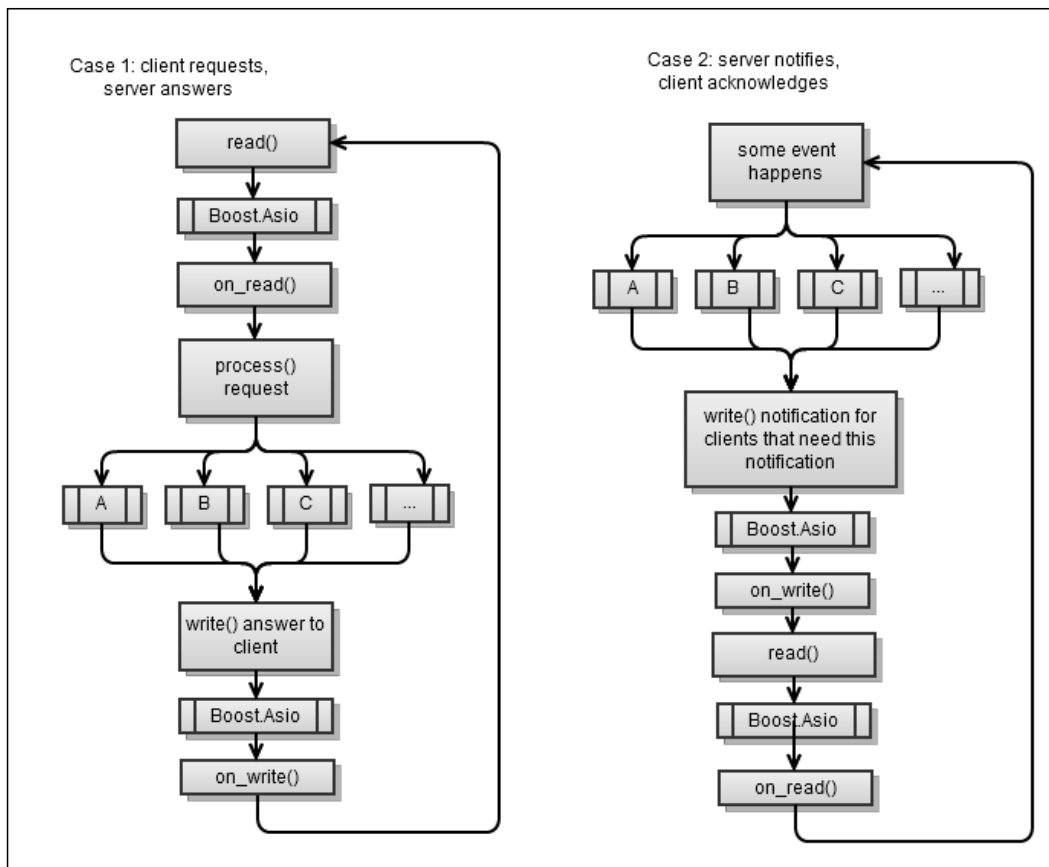 Case 1: client requests,
server answers
read()
Boost.Asio
on_read()
process()
request
A
B
C
...
write() answer to
client
Boost.Asio
on_write()
Case 2: server notifies,
client acknowledges
some event
happens
A
B
C
...
write() notification for
clients that need this
notification
Boost.Asio
on_write()
read()
Boost.Asio
on_read()